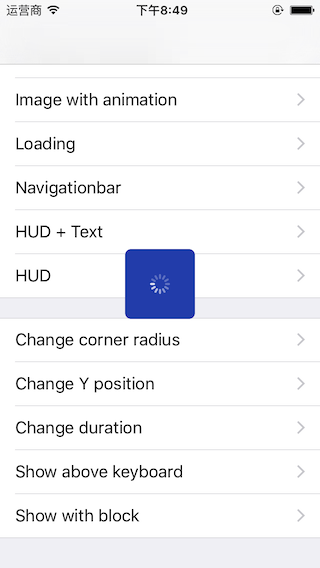 运营商 下午8:49
Image with animation
Loading
Navigationbar
HUD + Text
HUD
Change corner radius
Change Y position
Change duration
Show above keyboard
Show with block